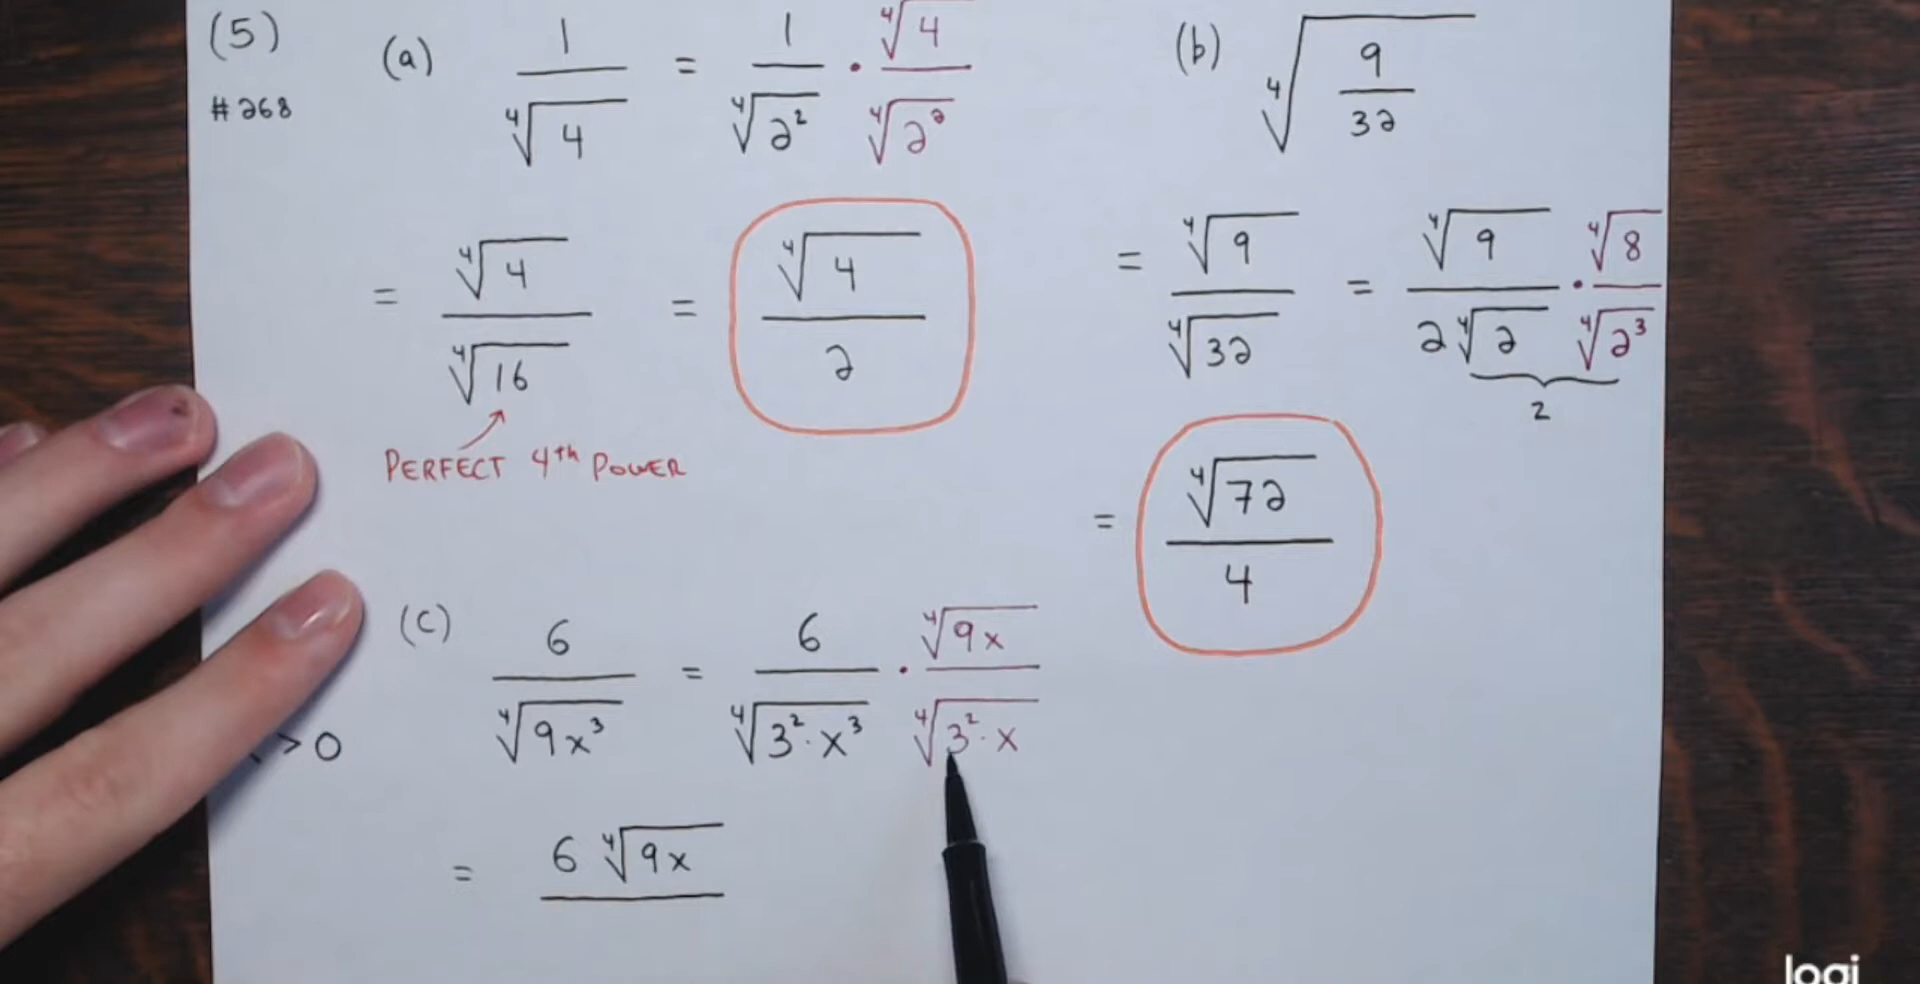 (5)
#268
(a) 1/∜4 = 1/∜2² · ∜4/∜2²
= ∜4/∜16 = ∜4/2
PERFECT 4th POWER
(b) ∜(9/32)
= ∜9/∜32 = ∜9/2∜2 · ∜8/∜2³
2
= ∜72/4
(c) 6/∜9x³ = 6/∜3²·x³ · ∜9x/∜3²·x
>0
= 6∜9x
logi